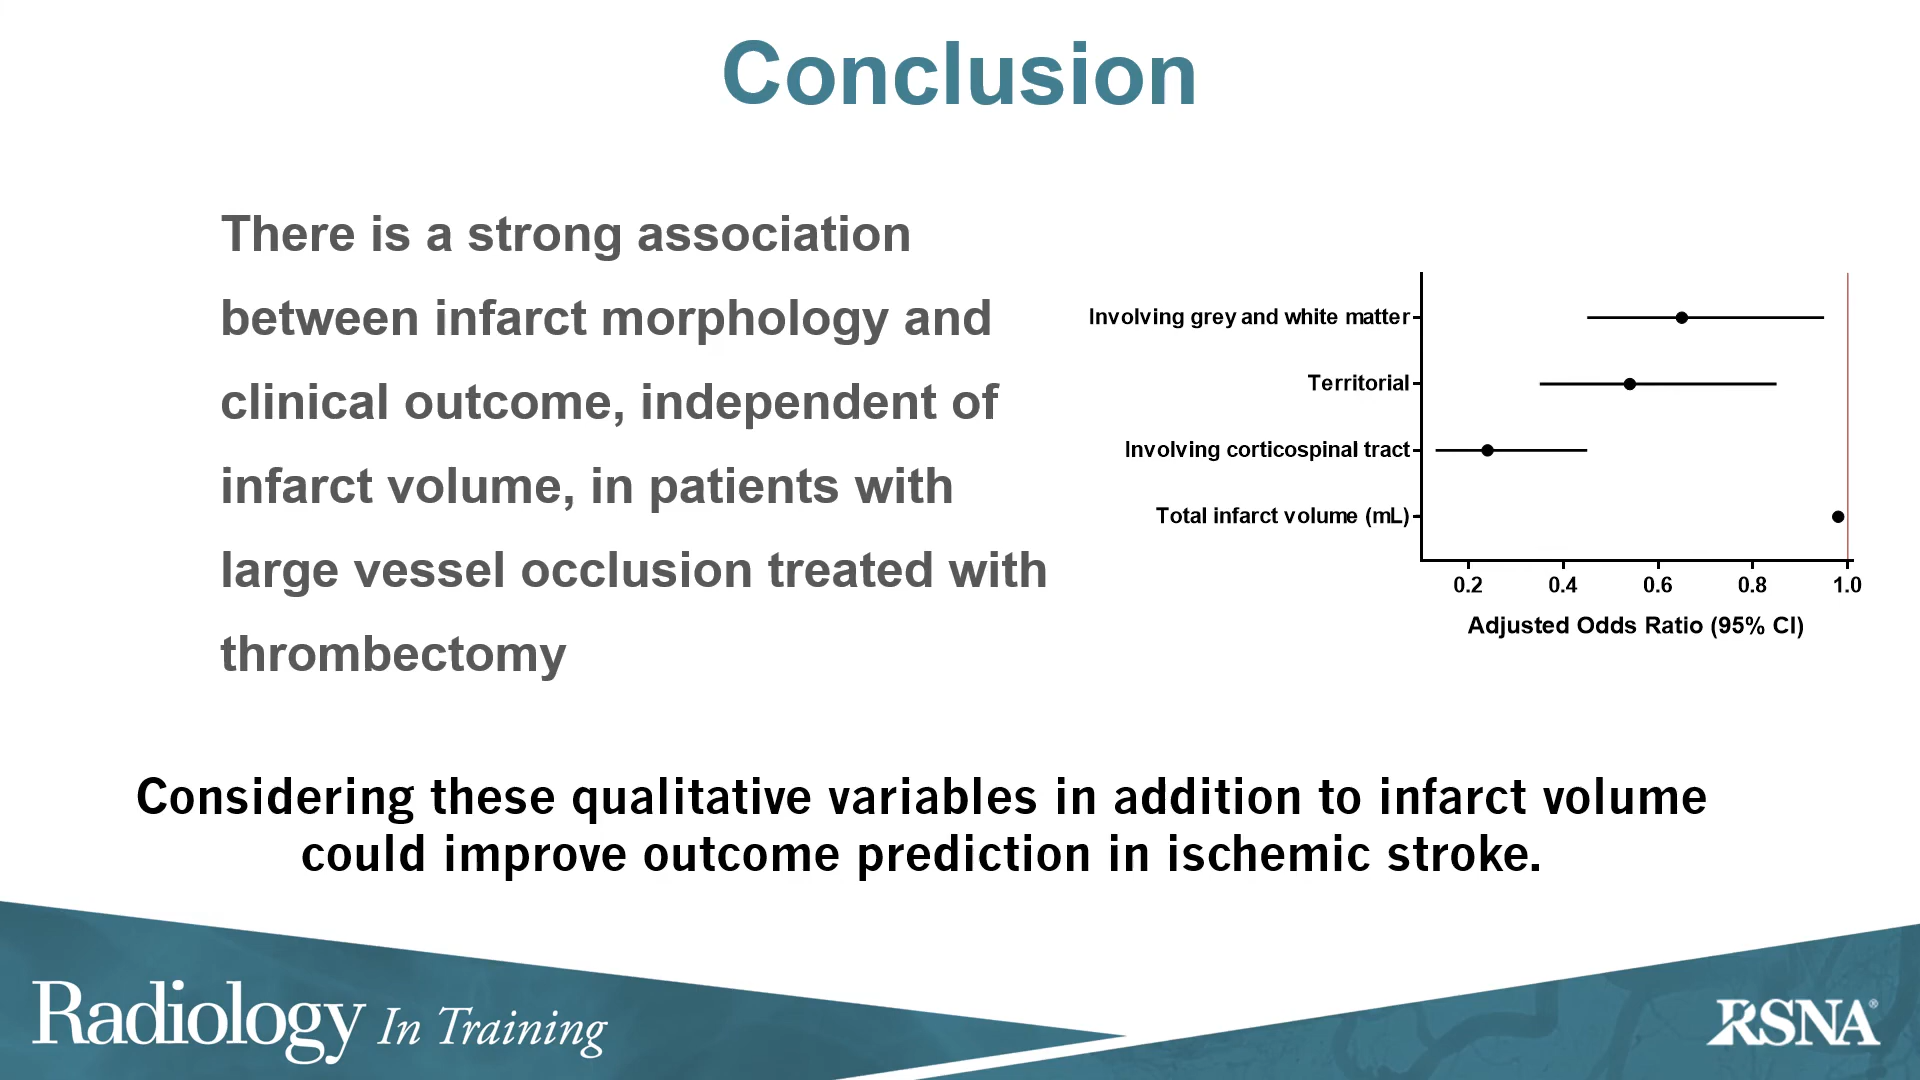 Conclusion
There is a strong association
between infarct morphology and
clinical outcome, independent of
infarct volume, in patients with
large vessel occlusion treated with
thrombectomy
Involving grey and white matter
Territorial
Involving corticospinal tract
Total infarct volume (mL)
0.2 0.4 0.6 0.8 1.0
Adjusted Odds Ratio (95% CI)
Considering these qualitative variables in addition to infarct volume
could improve outcome prediction in ischemic stroke.
Radiology In Training
RSNA®